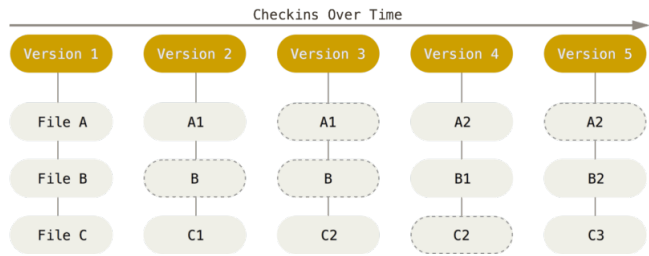 Checkins Over Time
Version 1 Version 2 Version 3 Version 4 Version 5
File A A1 A1 A2 A2
File B B B B1 B2
File C C1 C2 C2 C3